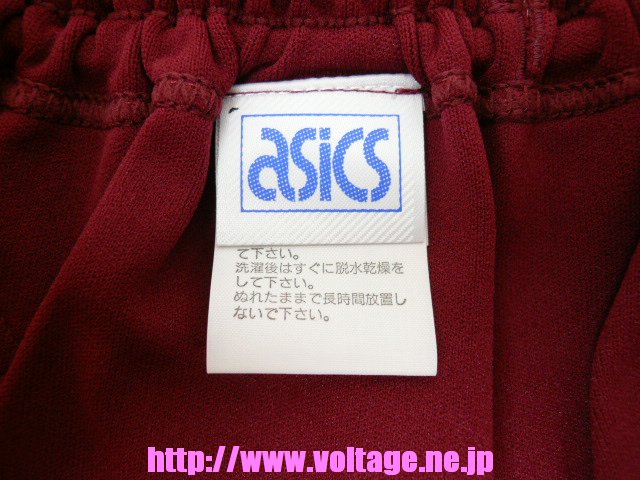 asics
て下さい。
洗濯後はすぐに脱水乾燥を
して下さい。
ぬれたままで長時間放置し
ないで下さい。
http://www.voltage.ne.jp